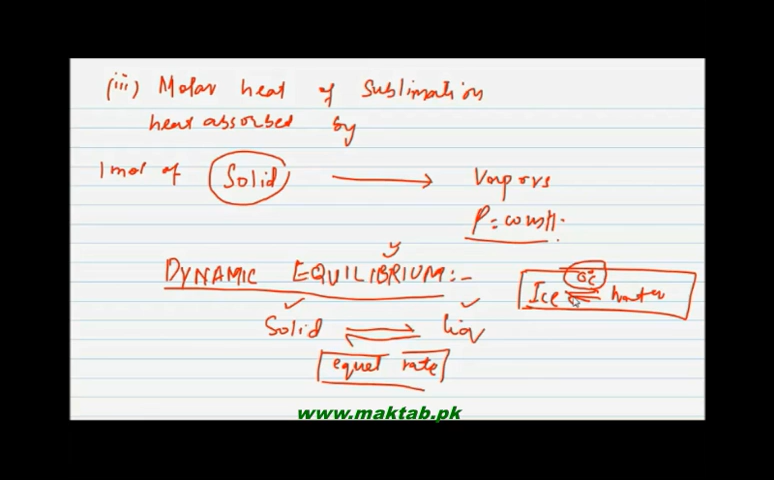 (iii) Molar heat of Sublimation
heat absorbed by
1 mol of Solid → Vapors
P = const.
DYNAMIC EQUILIBRIUM:-
0°C
Ice ⇌ water
Solid ⇌ liq
equal rate
www.maktab.pk